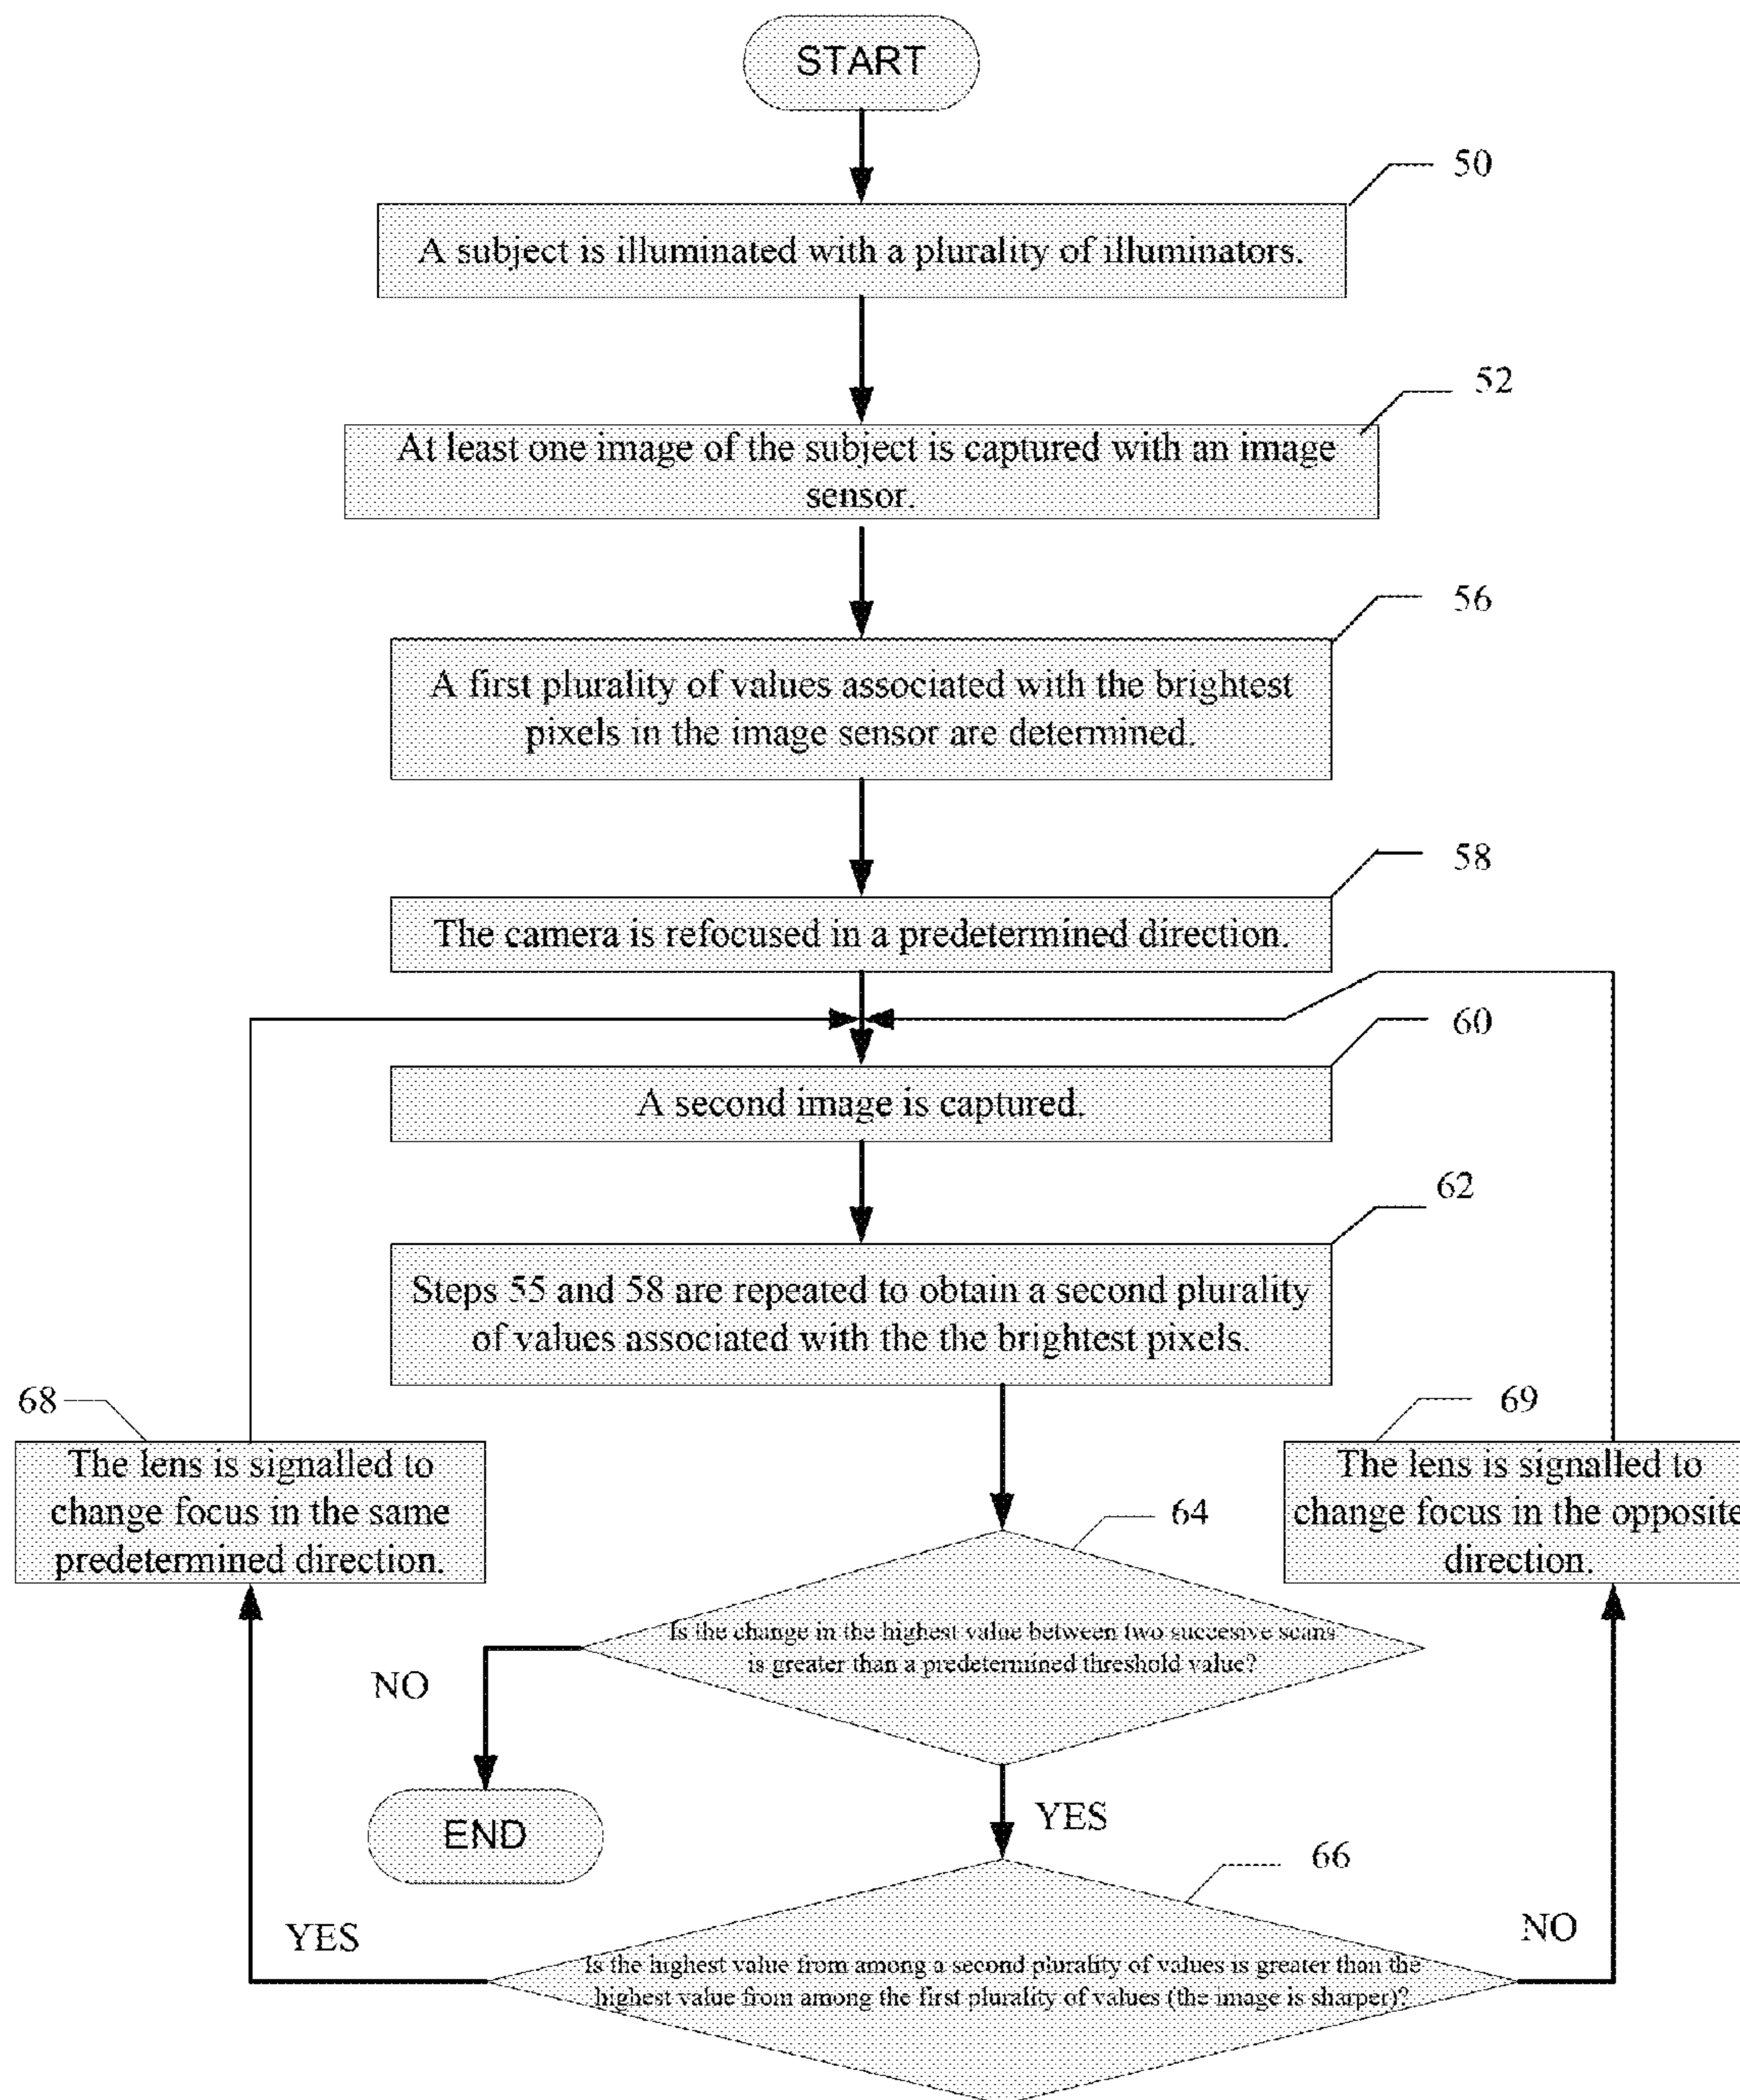 START
50
A subject is illuminated with a plurality of illuminators.
52
At least one image of the subject is captured with an image
sensor.
56
A first plurality of values associated with the brightest
pixels in the image sensor are determined.
58
The camera is refocused in a predetermined direction.
60
A second image is captured.
62
Steps 55 and 58 are repeated to obtain a second plurality
of values associated with the the brightest pixels.
68
The lens is signalled to
change focus in the same
predetermined direction.
69
The lens is signalled to
change focus in the opposite
direction.
64
Is the change in the highest value between two succesive scans
is greater than a predetermined threshold value?
NO
END
YES
66
YES
NO
Is the highest value from among a second plurality of values is greater than the
highest value from among the first plurality of values (the image is sharper)?